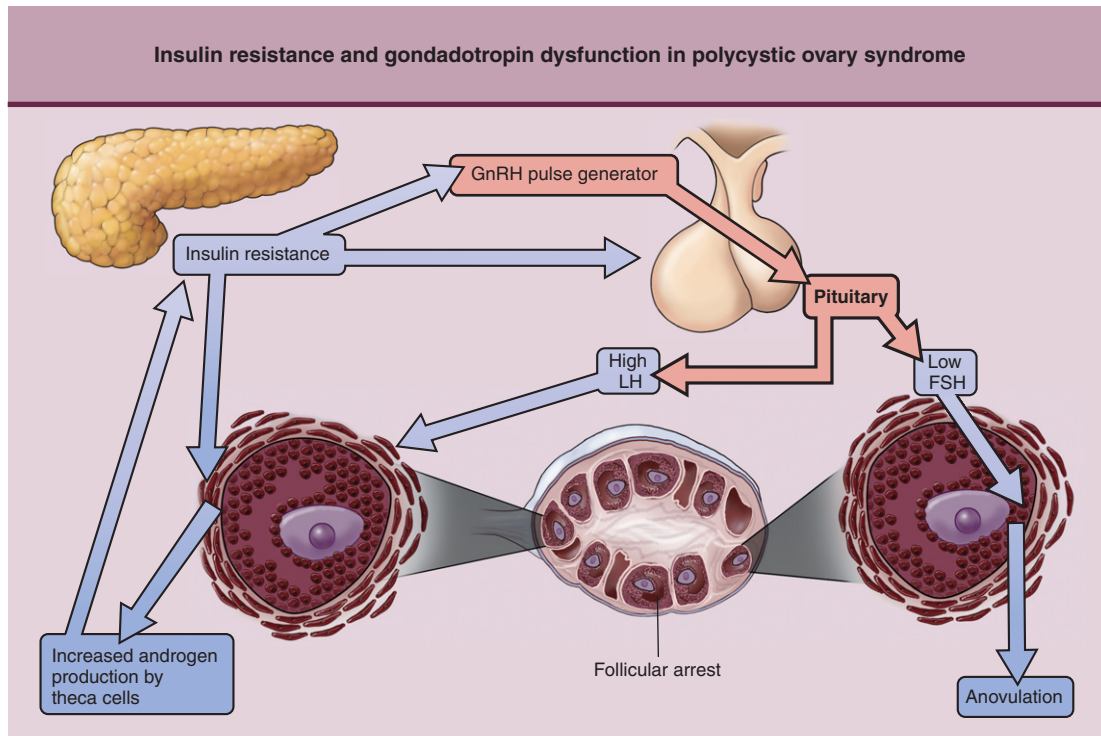 Insulin resistance and gondadotropin dysfunction in polycystic ovary syndrome
GnRH pulse generator
Insulin resistance
Pituitary
High
LH
Low
FSH
Increased androgen
production by
theca cells
Follicular arrest
Anovulation